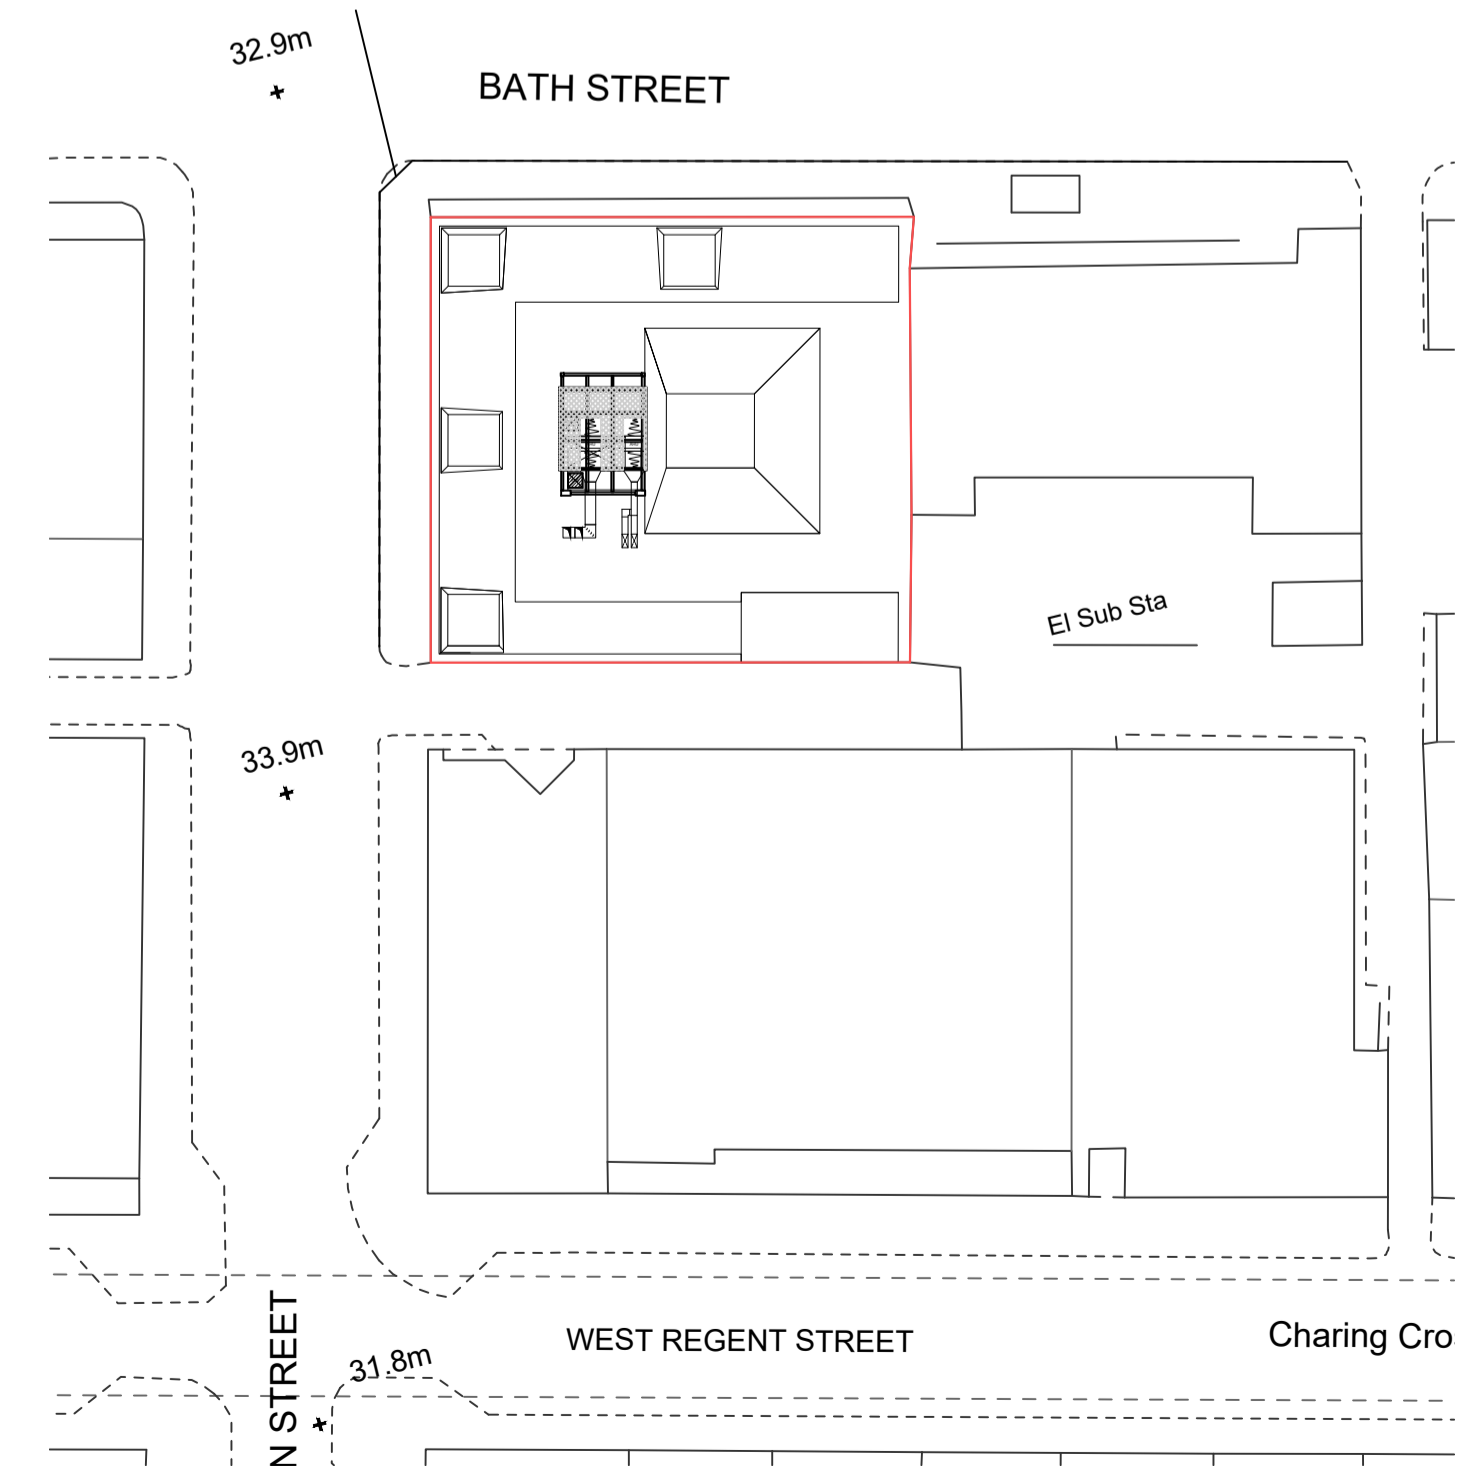 32.9m
BATH STREET
El Sub Sta
33.9m
WEST REGENT STREET
Charing Cro
31.8m
N STREET